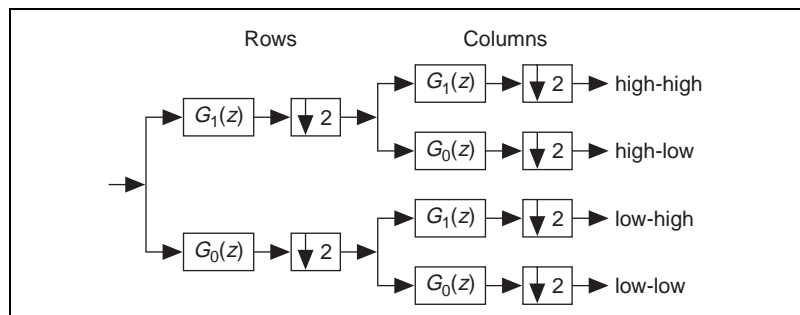 Rows Columns
G1(z) 2 high-high
G1(z) 2
G0(z) 2 high-low
G1(z) 2 low-high
G0(z) 2
G0(z) 2 low-low